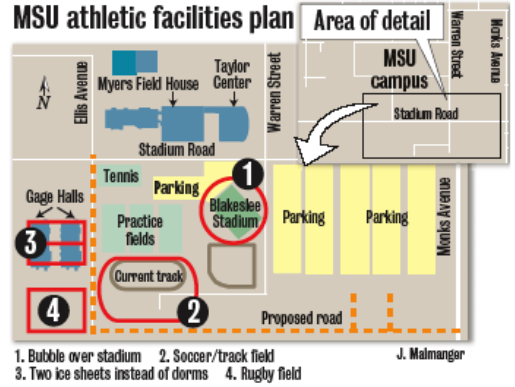 MSU athletic facilities plan
Area of detail
Warren Street
Monks Avenue
MSU
campus
Stadium Road
N
Ellis Avenue
Myers Field House
Taylor
Center
Warren Street
Stadium Road
Tennis
Parking
1
Gage Halls
Practice
fields
Blakeslee
Stadium
Parking
Parking
Monks Avenue
3
Current track
4
2
Proposed road
1. Bubble over stadium 2. Soccer/track field
3. Two ice sheets instead of dorms 4. Rugby field
J. Malmanger